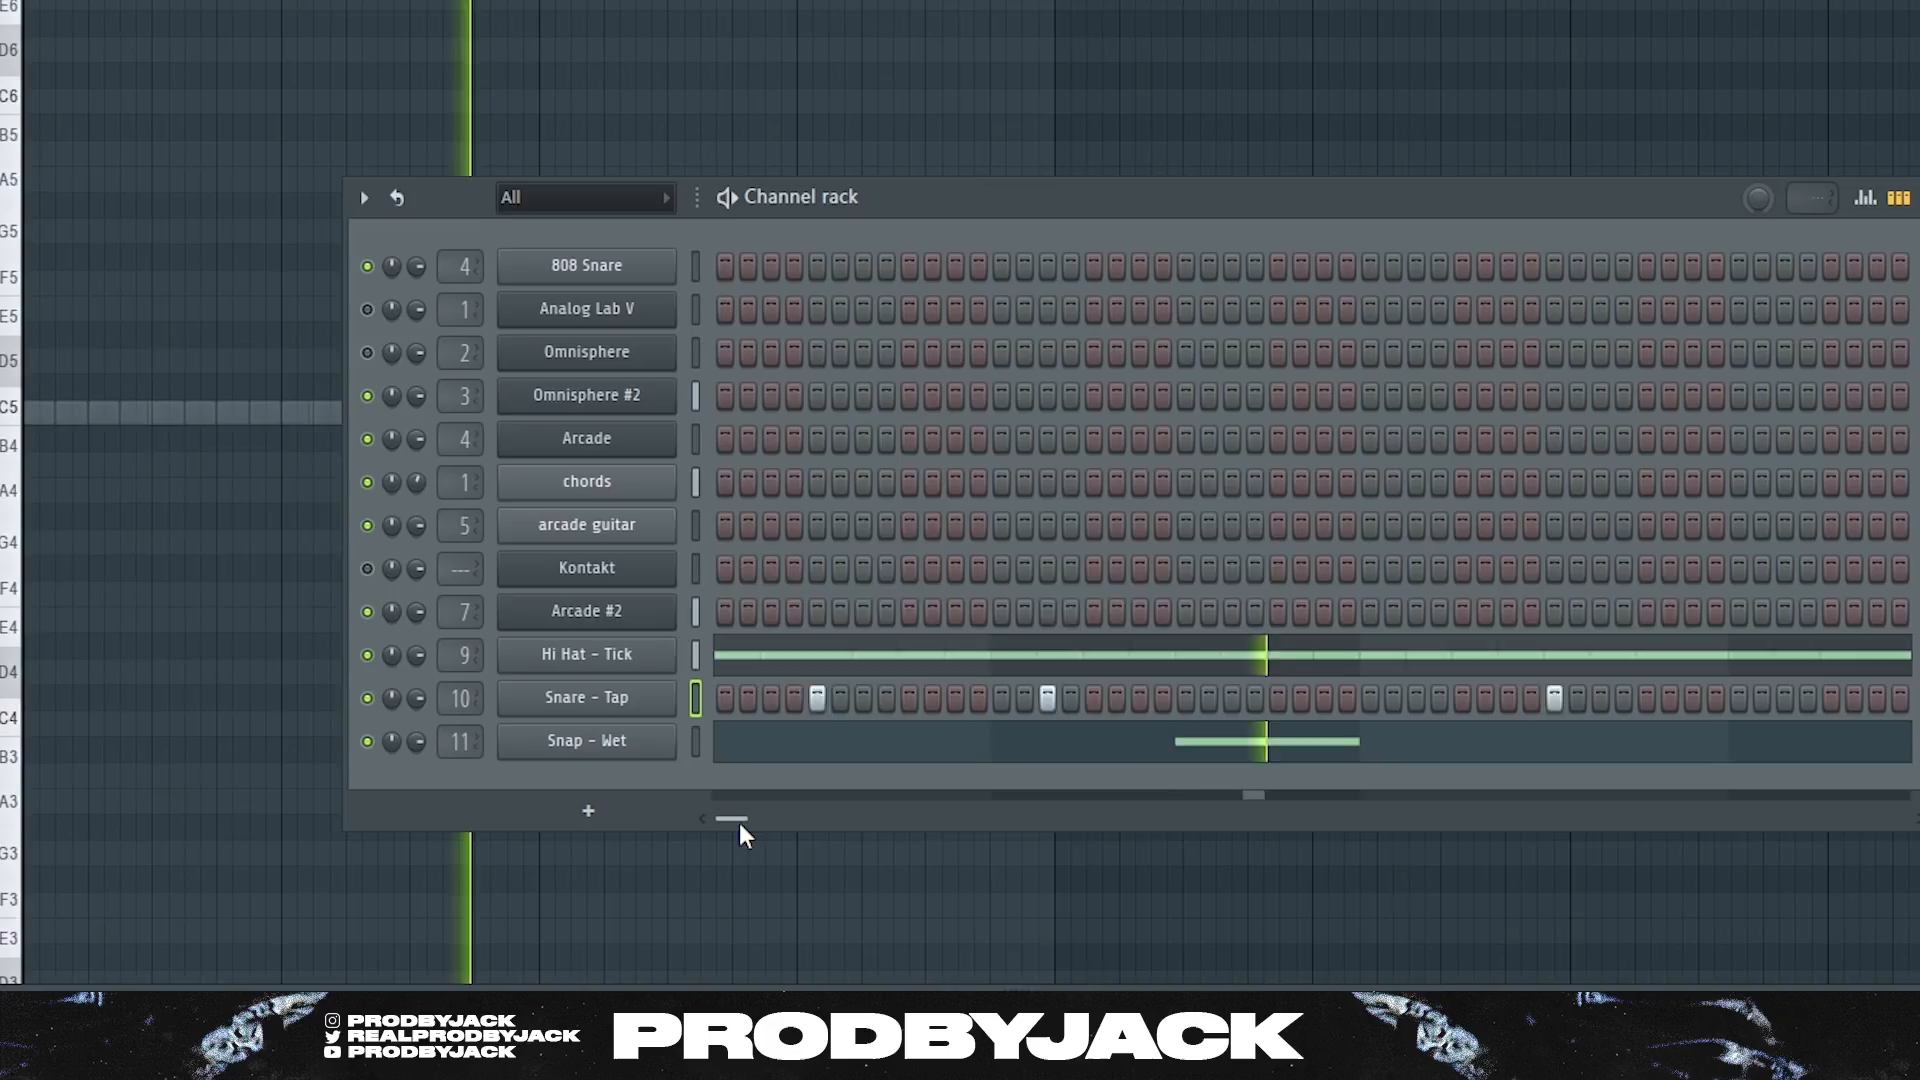 E6
D6
C6
B5
A5
G5
F5
E5
D5
C5
B4
A4
G4
F4
E4
D4
C4
B3
A3
G3
F3
E3
D3
All
Channel rack
4 808 Snare
1 Analog Lab V
2 Omnisphere
3 Omnisphere #2
4 Arcade
1 chords
5 arcade guitar
--- Kontakt
7 Arcade #2
9 Hi Hat - Tick
10 Snare - Tap
11 Snap - Wet
+
PRODBYJACK
REALPRODBYJACK
PRODBYJACK
PRODBYJACK